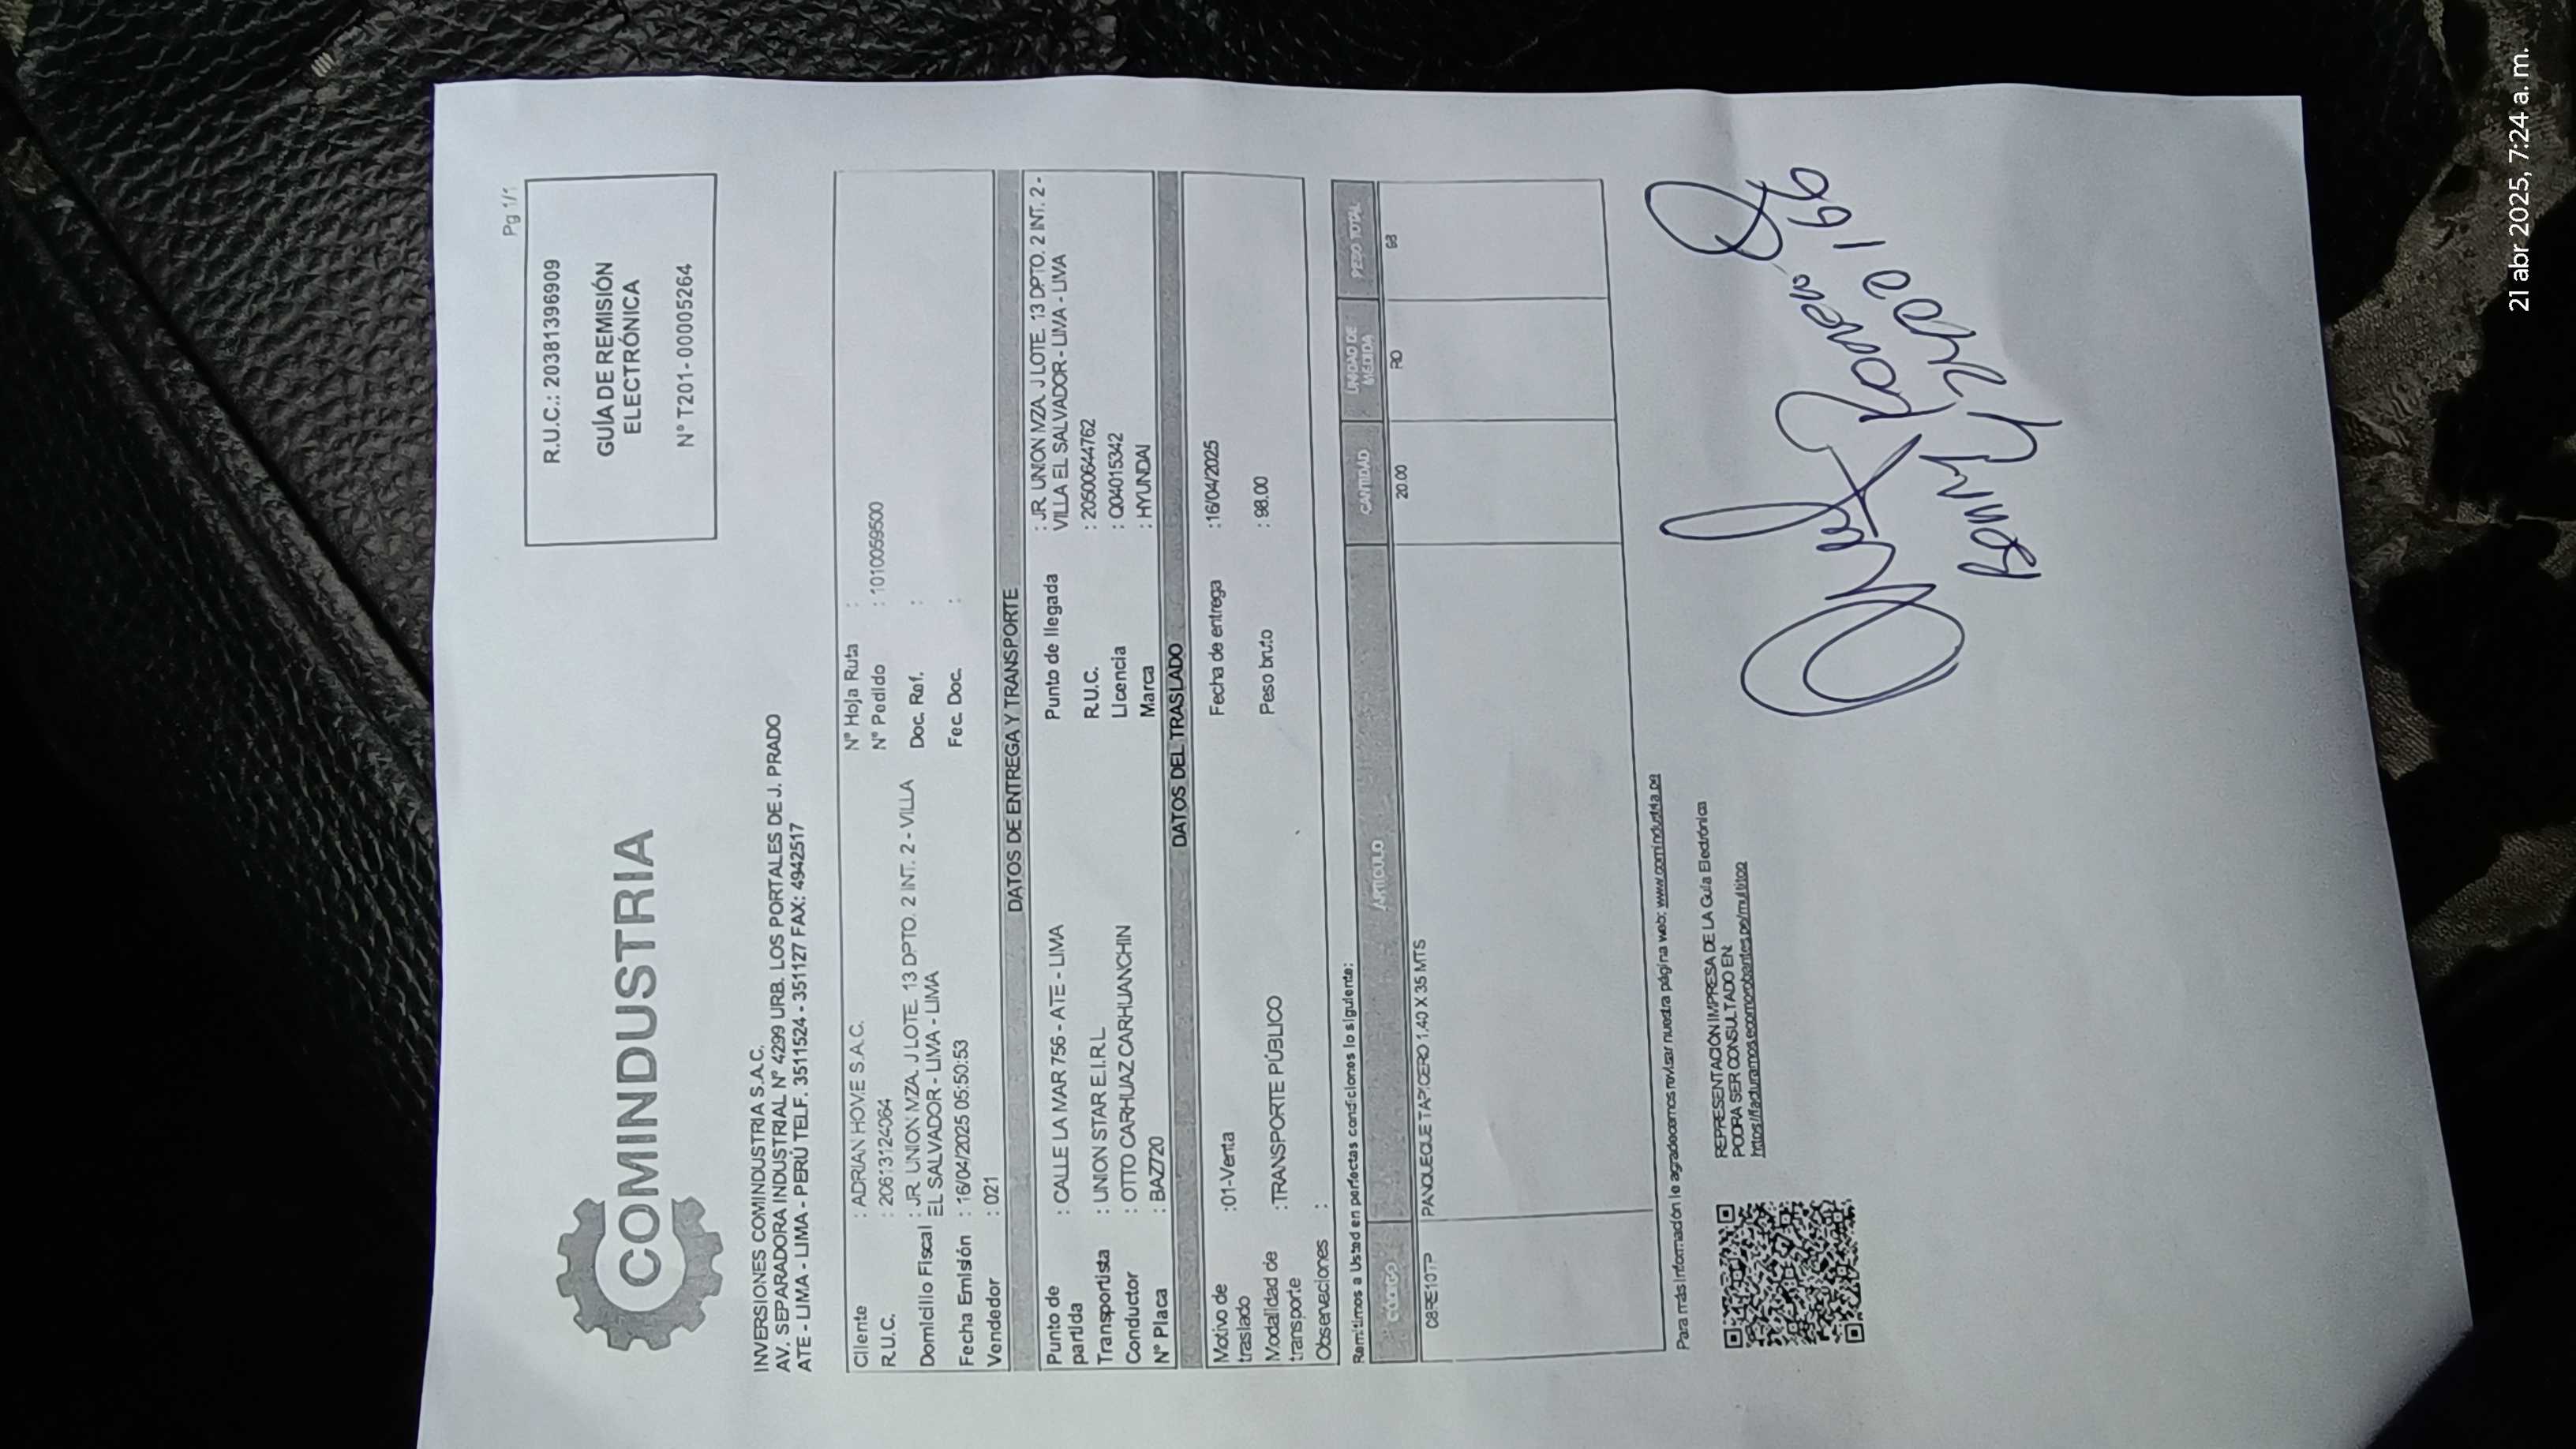 Pg 1/1
R.U.C.: 20381396909
GUÍA DE REMISIÓN
ELECTRÓNICA
N° T201- 00005264
COMINDUSTRIA
INVERSIONES COMINDUSTRIA S.A.C.
AV. SEPARADORA INDUSTRIAL N° 4299 URB. LOS PORTALES DE J. PRADO
ATE - LIMA - LIMA - PERÚ TELF. 3511524 - 351127 FAX: 4942517
Cliente : ADRIAN HOME S.A.C. N° Hoja Ruta :
R.U.C. : 20613124064 N° Pedido : 1010059500
Domicilio Fiscal : JR. UNION MZA. J LOTE. 13 DPTO. 2 INT. 2 - VILLA Doc. Ref. :
EL SALVADOR - LIMA - LIMA
Fecha Emisión : 16/04/2025 05:50:53 Fec. Doc. :
Vendedor : 021
DATOS DE ENTREGA Y TRANSPORTE
Punto de partida : CALLE LA MAR 756 - ATE - LIMA Punto de llegada : JR. UNION MZA. J LOTE. 13 DPTO. 2 INT. 2 -
VILLA EL SALVADOR - LIMA - LIMA
Transportista : UNION STAR E.I.R.L R.U.C. : 20500644762
Conductor : OTTO CARHUAZ CARHUANCHIN Licencia : Q04015342
N° Placa : BAZ720 Marca : HYUNDAI
DATOS DEL TRASLADO
Motivo de traslado :01-Venta Fecha de entrega :16/04/2025
Modalidad de transporte :TRANSPORTE PÚBLICO Peso bruto : 98.00
Observaciones :
Remitimos a Usted en perfectas condiciones lo siguiente:
CÓDIGO ARTICULO CANTIDAD UNIDAD DE MEDIDA PESO TOTAL
PANQUEQUE TAPICERO 1.40 X 35 MTS 20.00 RO 98
Para más información le agradecemos revisar nuestra página web: www.comindustria.pe
REPRESENTACIÓN IMPRESA DE LA Guía Electrónica
PODRA SER CONSULTADO EN:
21 abr 2025, 7:24 a. m.